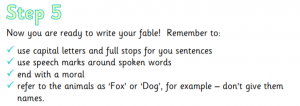 Step 5
Now you are ready to write your fable!  Remember to:
✓ use capital letters and full stops for you sentences
✓ use speech marks around spoken words
✓ end with a moral
✓ refer to the animals as ‘Fox’ or ‘Dog’, for example – don’t give them
names.